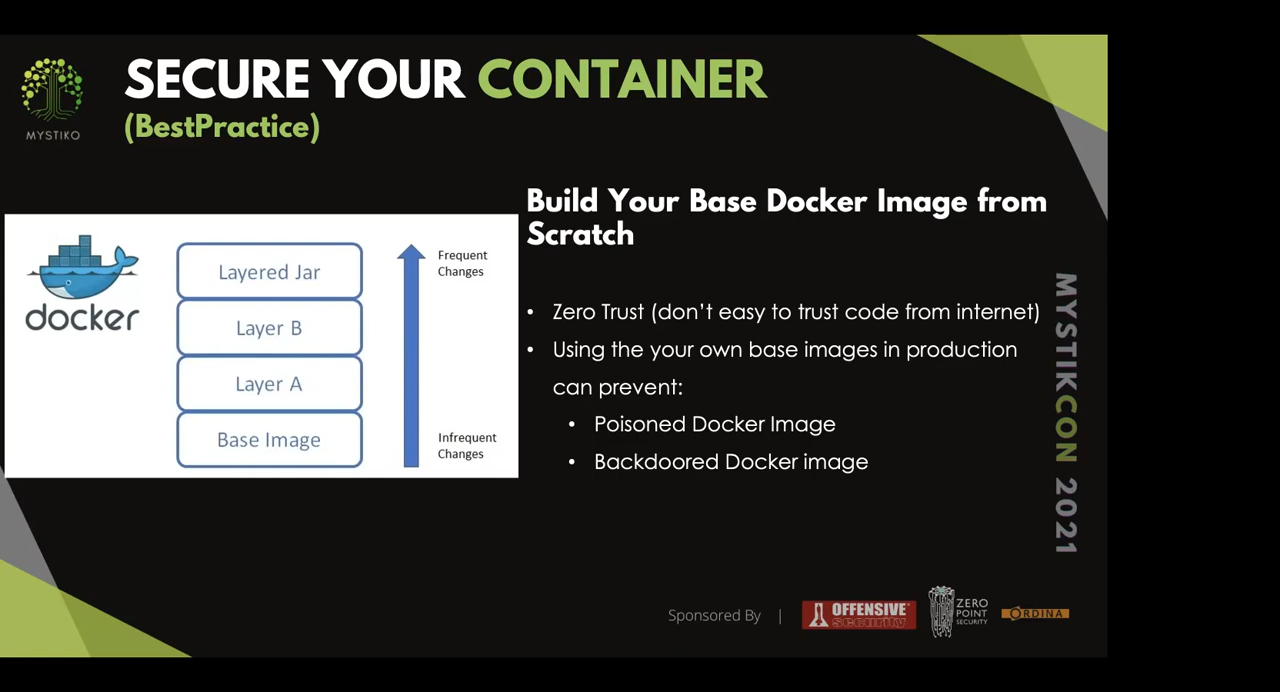 SECURE YOUR CONTAINER
(BestPractice)
MYSTIKO
Build Your Base Docker Image from
Scratch
docker
Layered Jar
Layer B
Layer A
Base Image
Frequent
Changes
Infrequent
Changes
• Zero Trust (don't easy to trust code from internet)
• Using the your own base images in production
can prevent:
• Poisoned Docker Image
• Backdoored Docker image
MYSTIKCON 2021
Sponsored By |
OFFENSIVE
security
ZERO
POINT
SECURITY
ORDINA